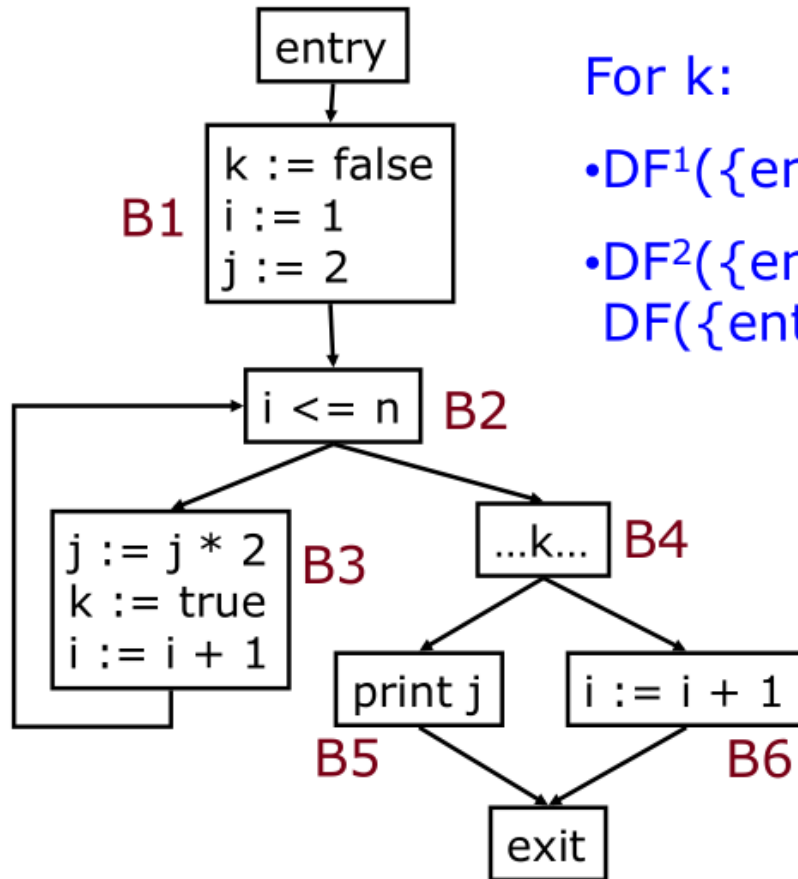 entry
For k:
•DF¹({en
•DF²({en
DF({ent
B1
k := false
i := 1
j := 2
i <= n
B2
j := j * 2
k := true
i := i + 1
B3
...k...
B4
print j
B5
i := i + 1
B6
exit